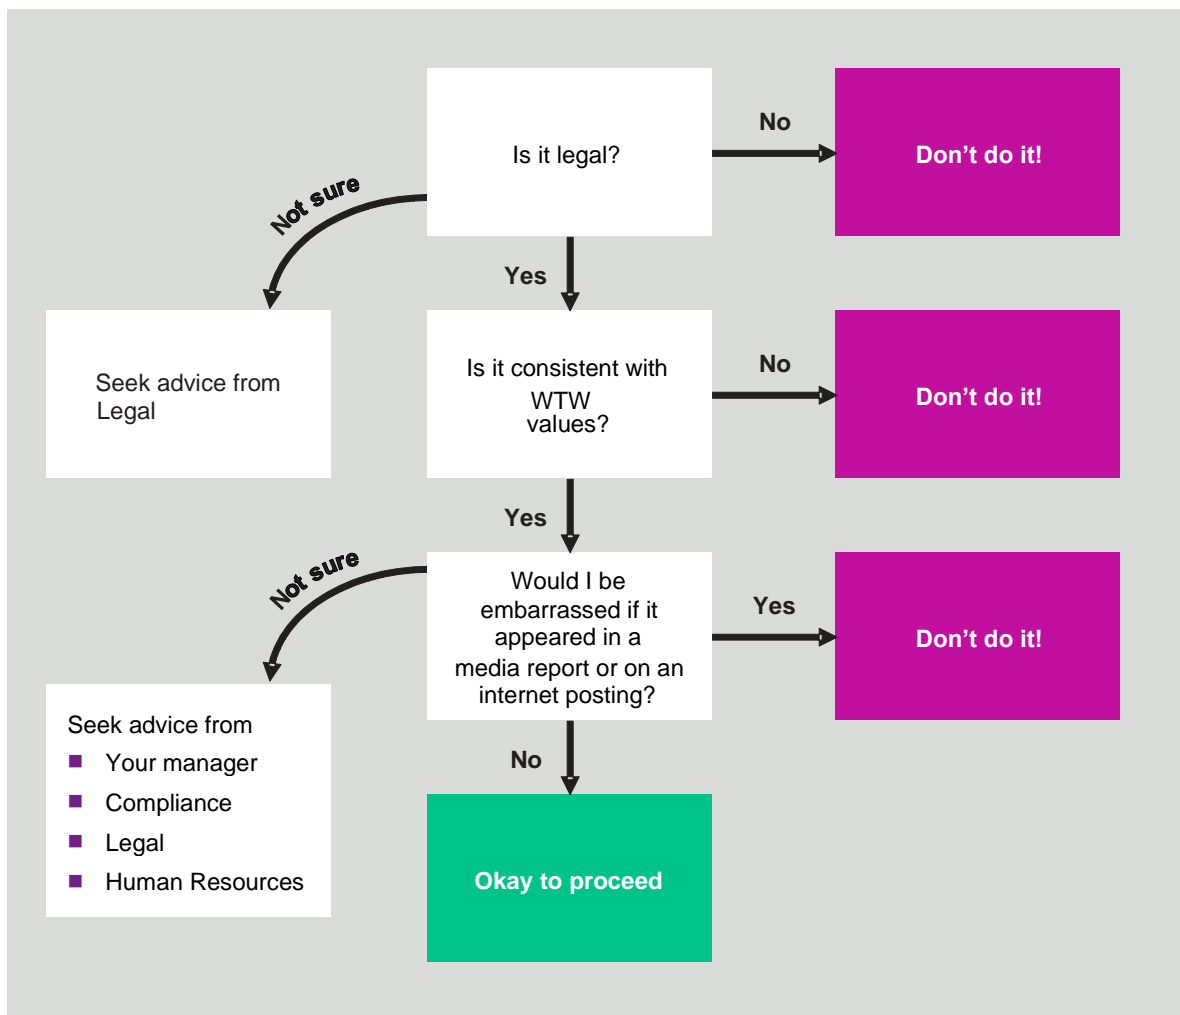 Is it legal?
No
Don’t do it!
Not sure
Yes
Seek advice from
Legal
Is it consistent with
WTW
values?
No
Don’t do it!
Yes
Not sure
Would I be
embarrassed if it
appeared in a
media report or on an
internet posting?
Yes
Don’t do it!
Seek advice from
■ Your manager
■ Compliance
■ Legal
■ Human Resources
No
Okay to proceed